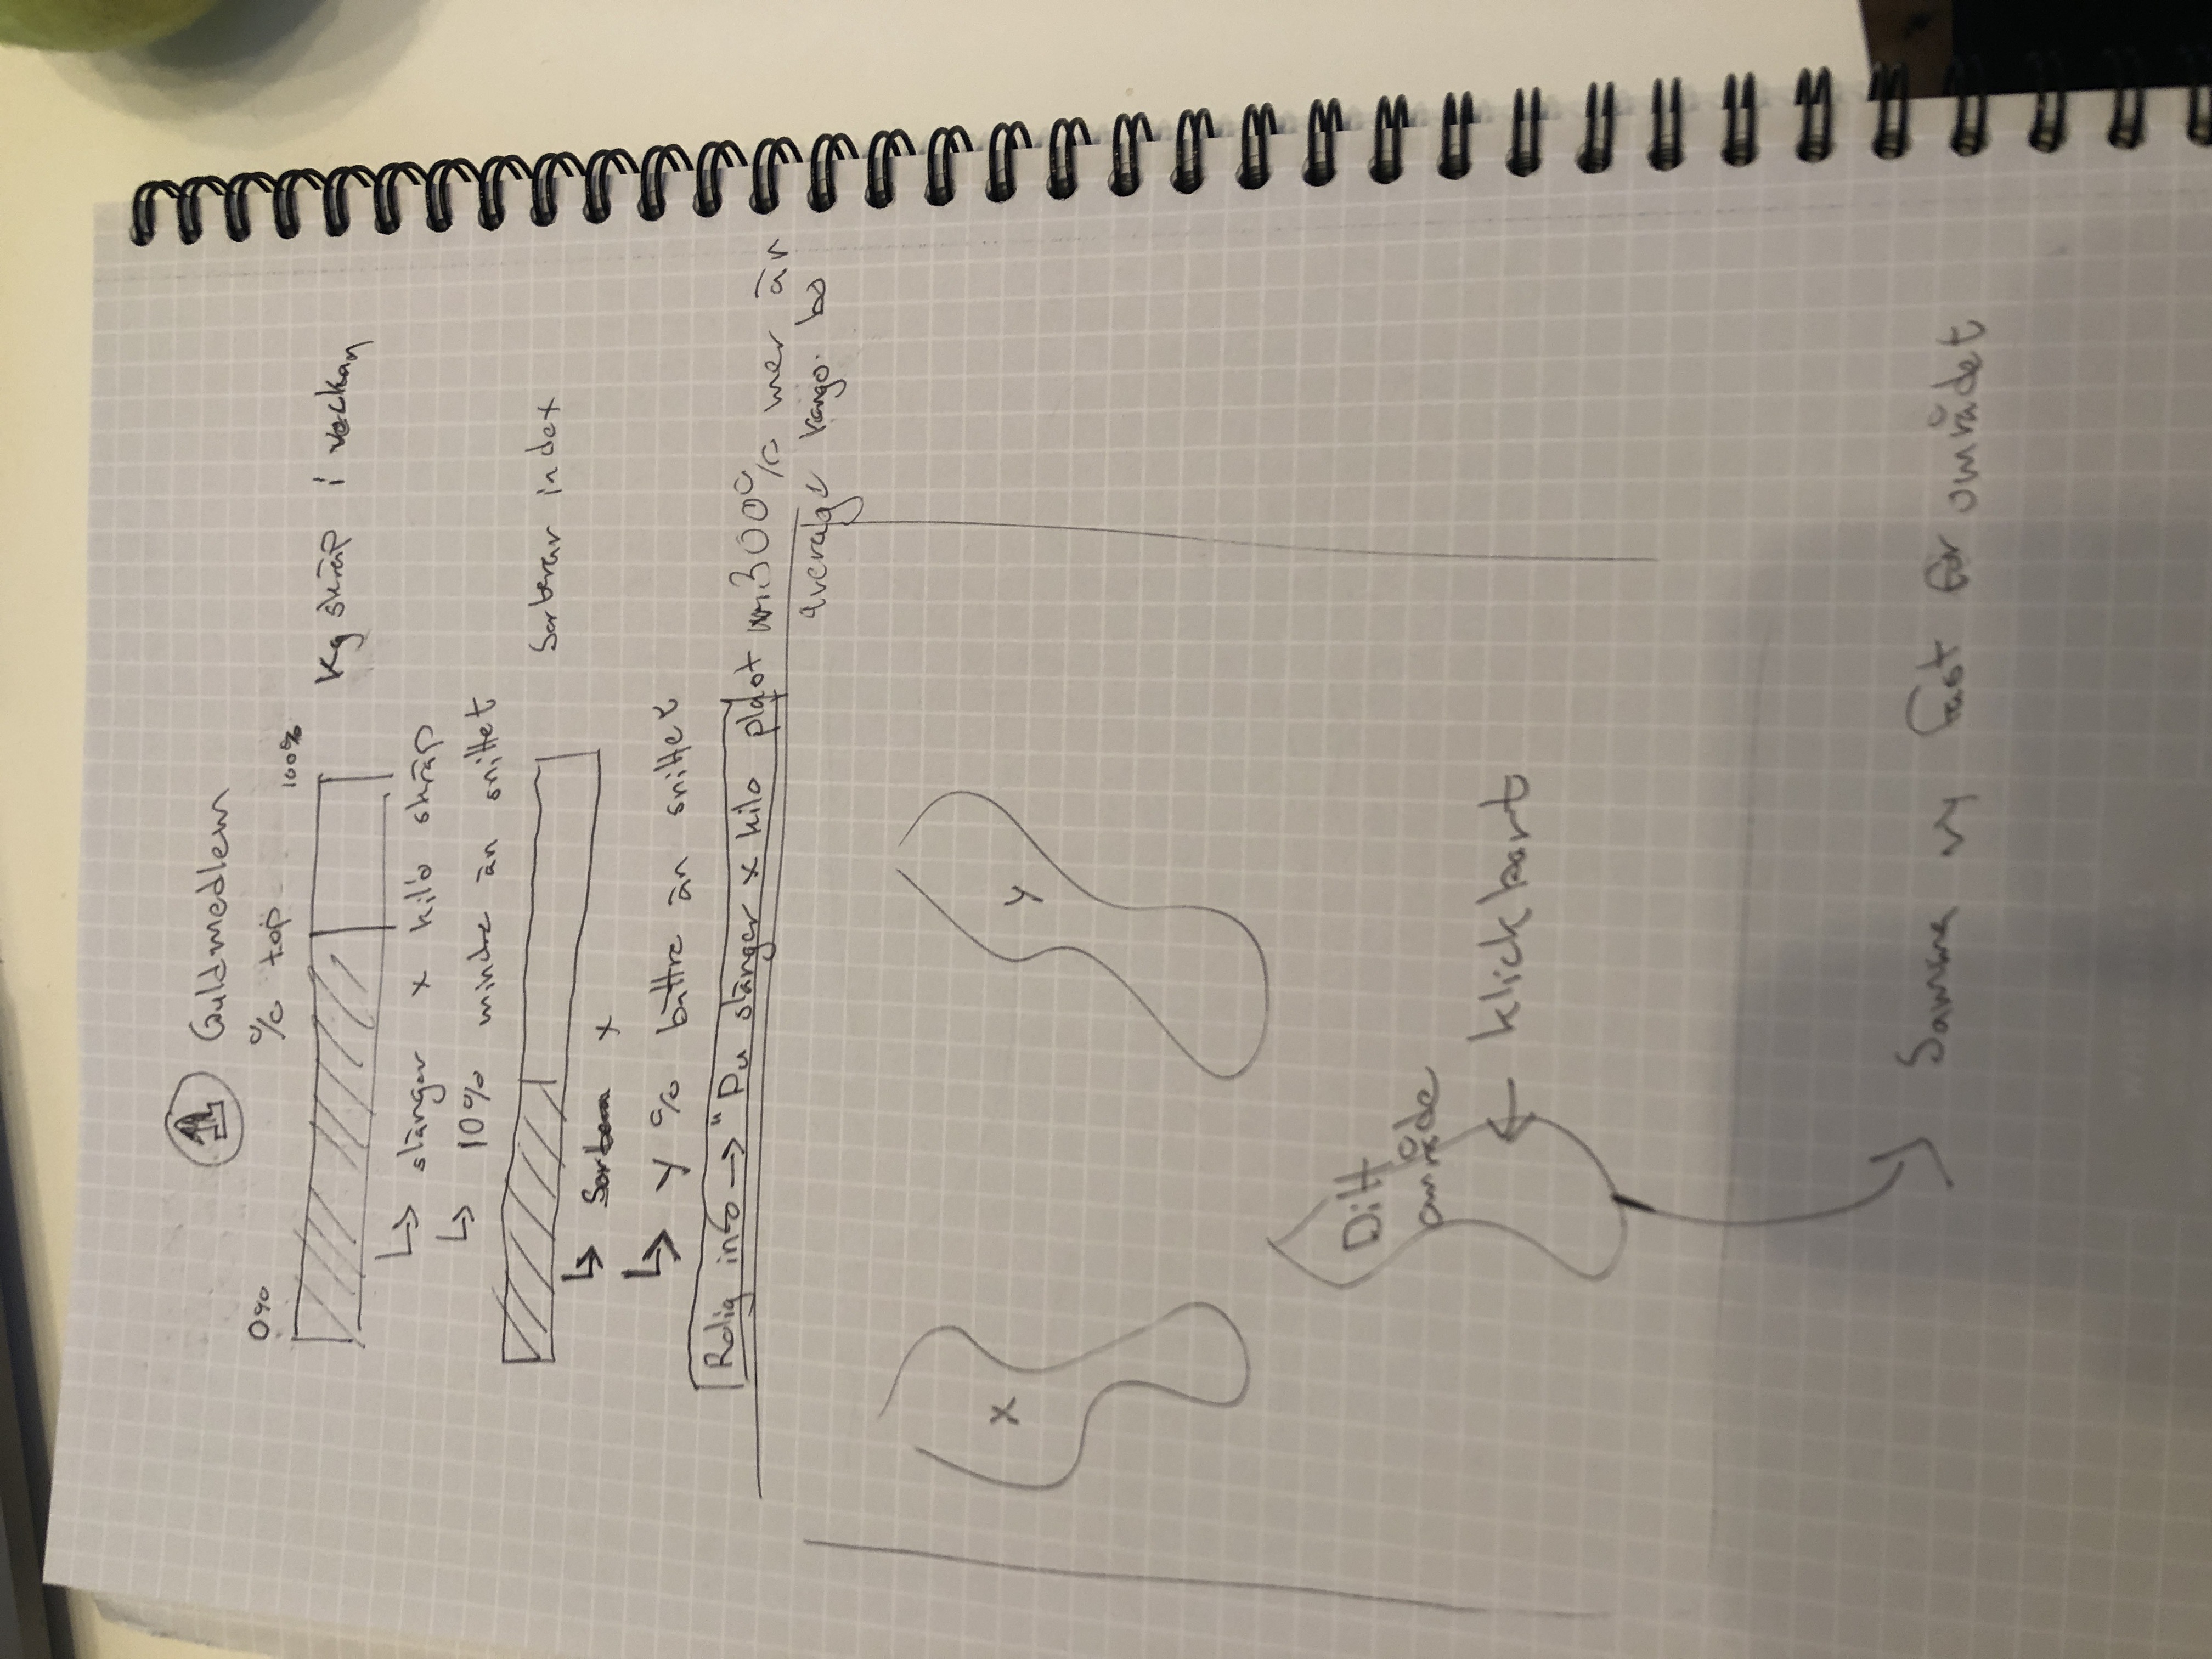 1 Guldmedlem
0% % top 100%
Kg skräp i veckan
↳ slänger x kilo skräp
↳ 10% mindre än snittet
Sorterar index
↳ x
↳ y % bättre än snittet
Rolig info → "Du slänger x kilo plast 300% mer än
average bo
x
y
Ditt
område
← klickbart
Samma vy fast för området